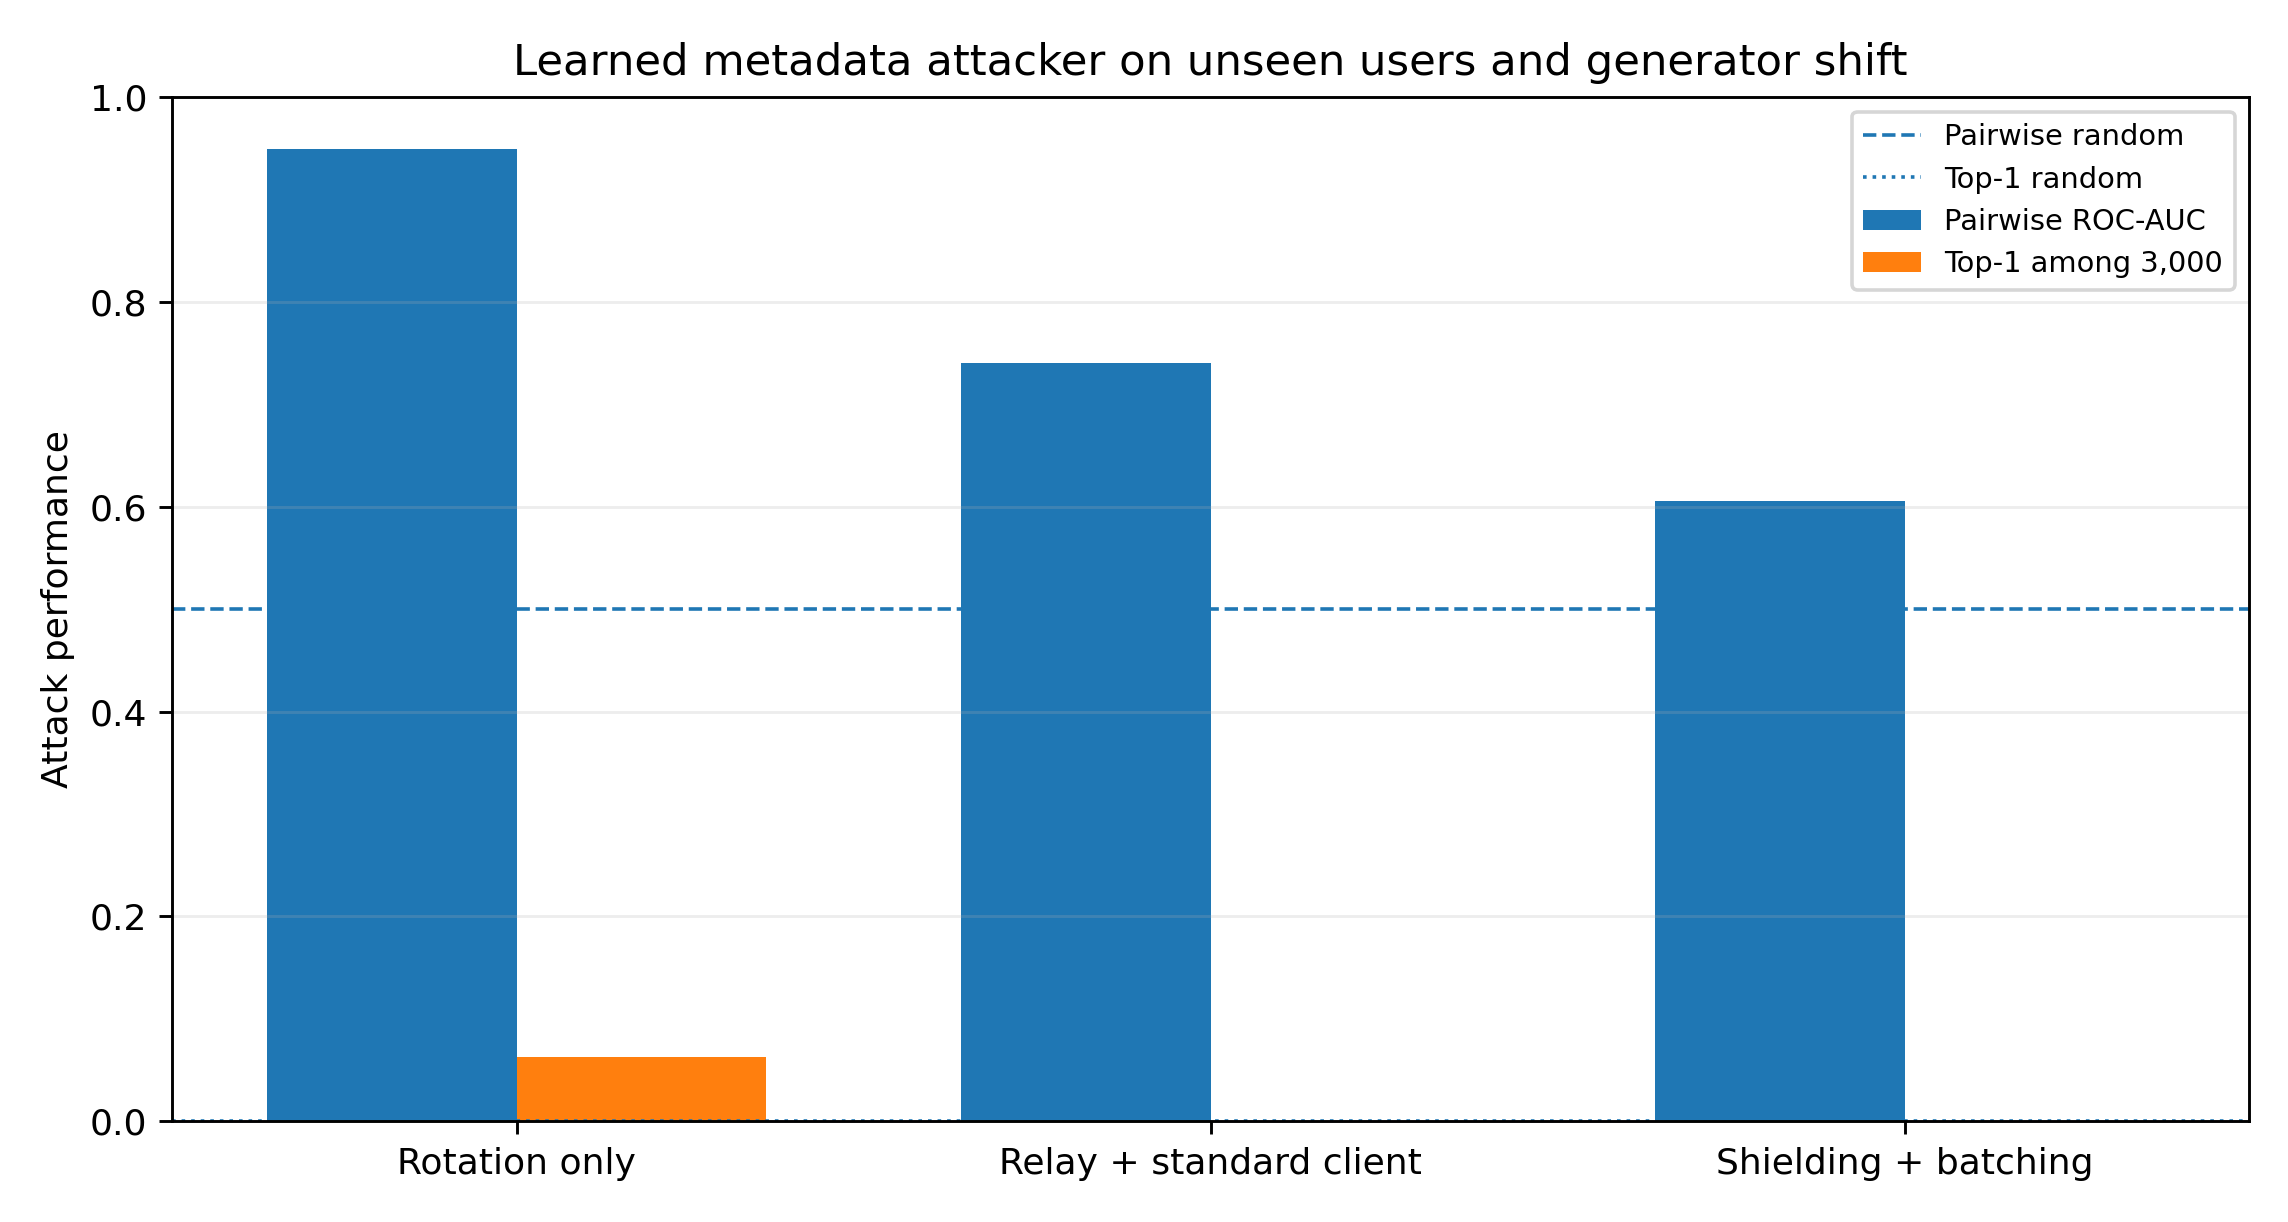 Learned metadata attacker on unseen users and generator shift
1.0
0.8
0.6
0.4
0.2
0.0
Attack performance
Pairwise random
Top-1 random
Pairwise ROC-AUC
Top-1 among 3,000
Rotation only
Relay + standard client
Shielding + batching